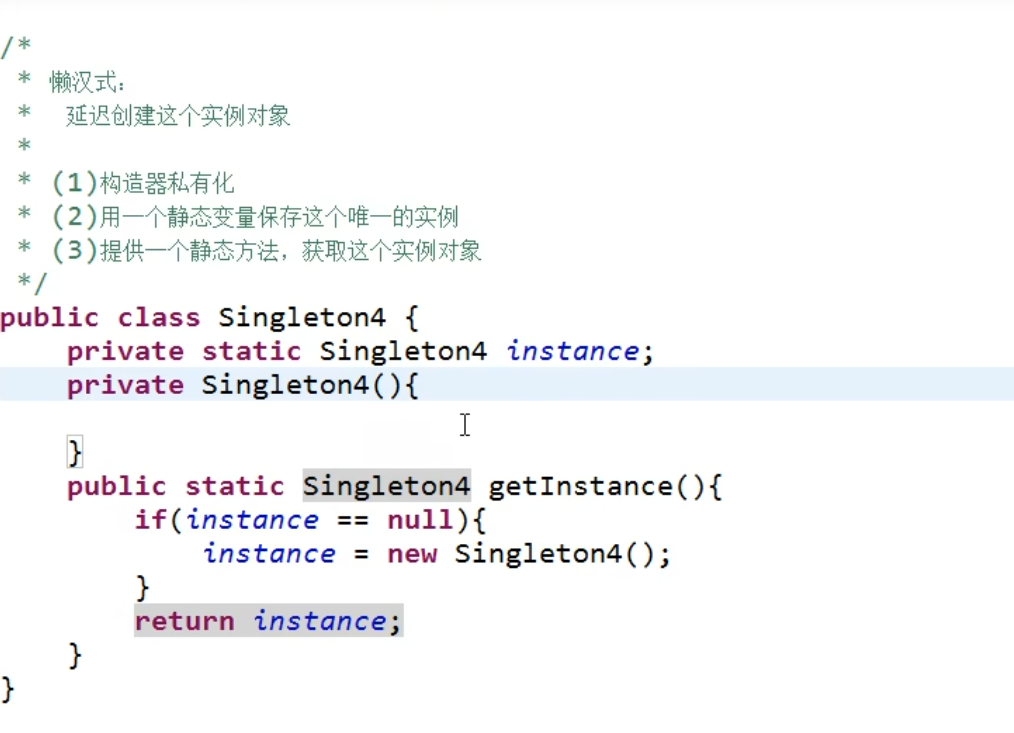 /*
 * 懒汉式：
 *  延迟创建这个实例对象
 *
 * (1)构造器私有化
 * (2)用一个静态变量保存这个唯一的实例
 * (3)提供一个静态方法，获取这个实例对象
 */
public class Singleton4 {
    private static Singleton4 instance;
    private Singleton4(){
    }
    public static Singleton4 getInstance(){
        if(instance == null){
            instance = new Singleton4();
        }
        return instance;
    }
}